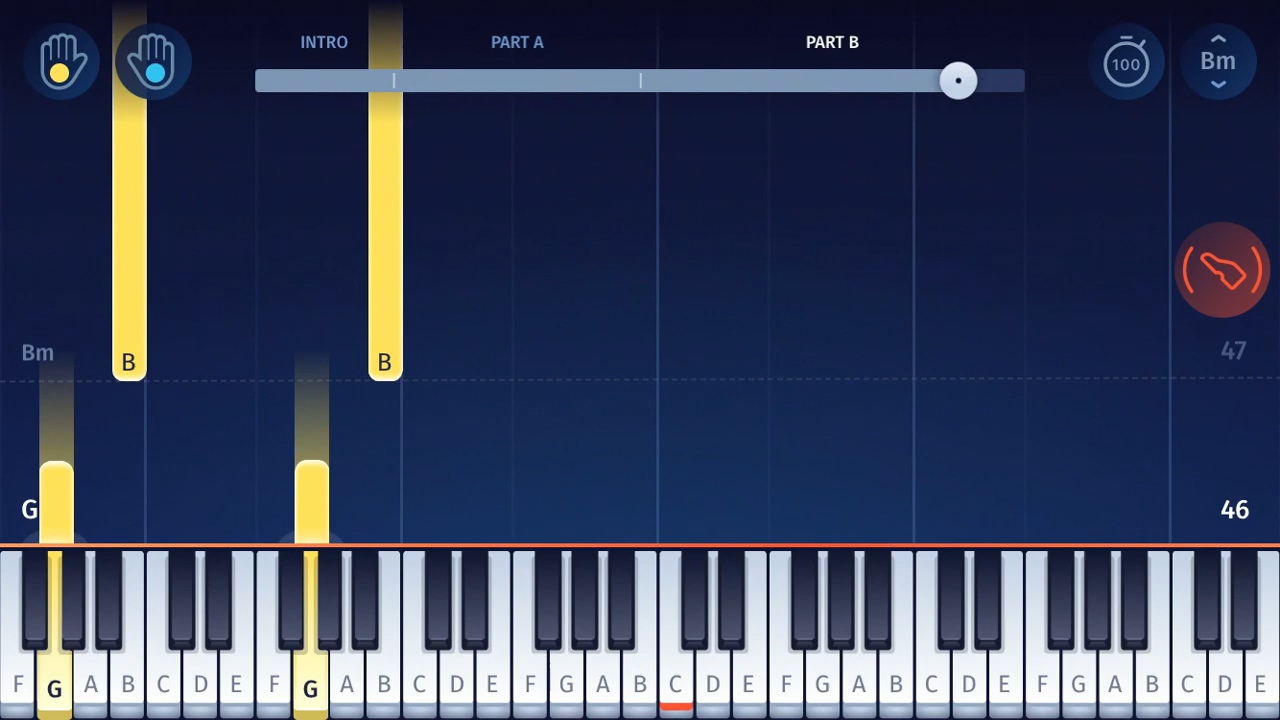 INTRO PART A PART B
100
Bm
B B
Bm 47
G 46
F G A B C D E F G A B C D E F G A B C D E F G A B C D E F G A B C D E